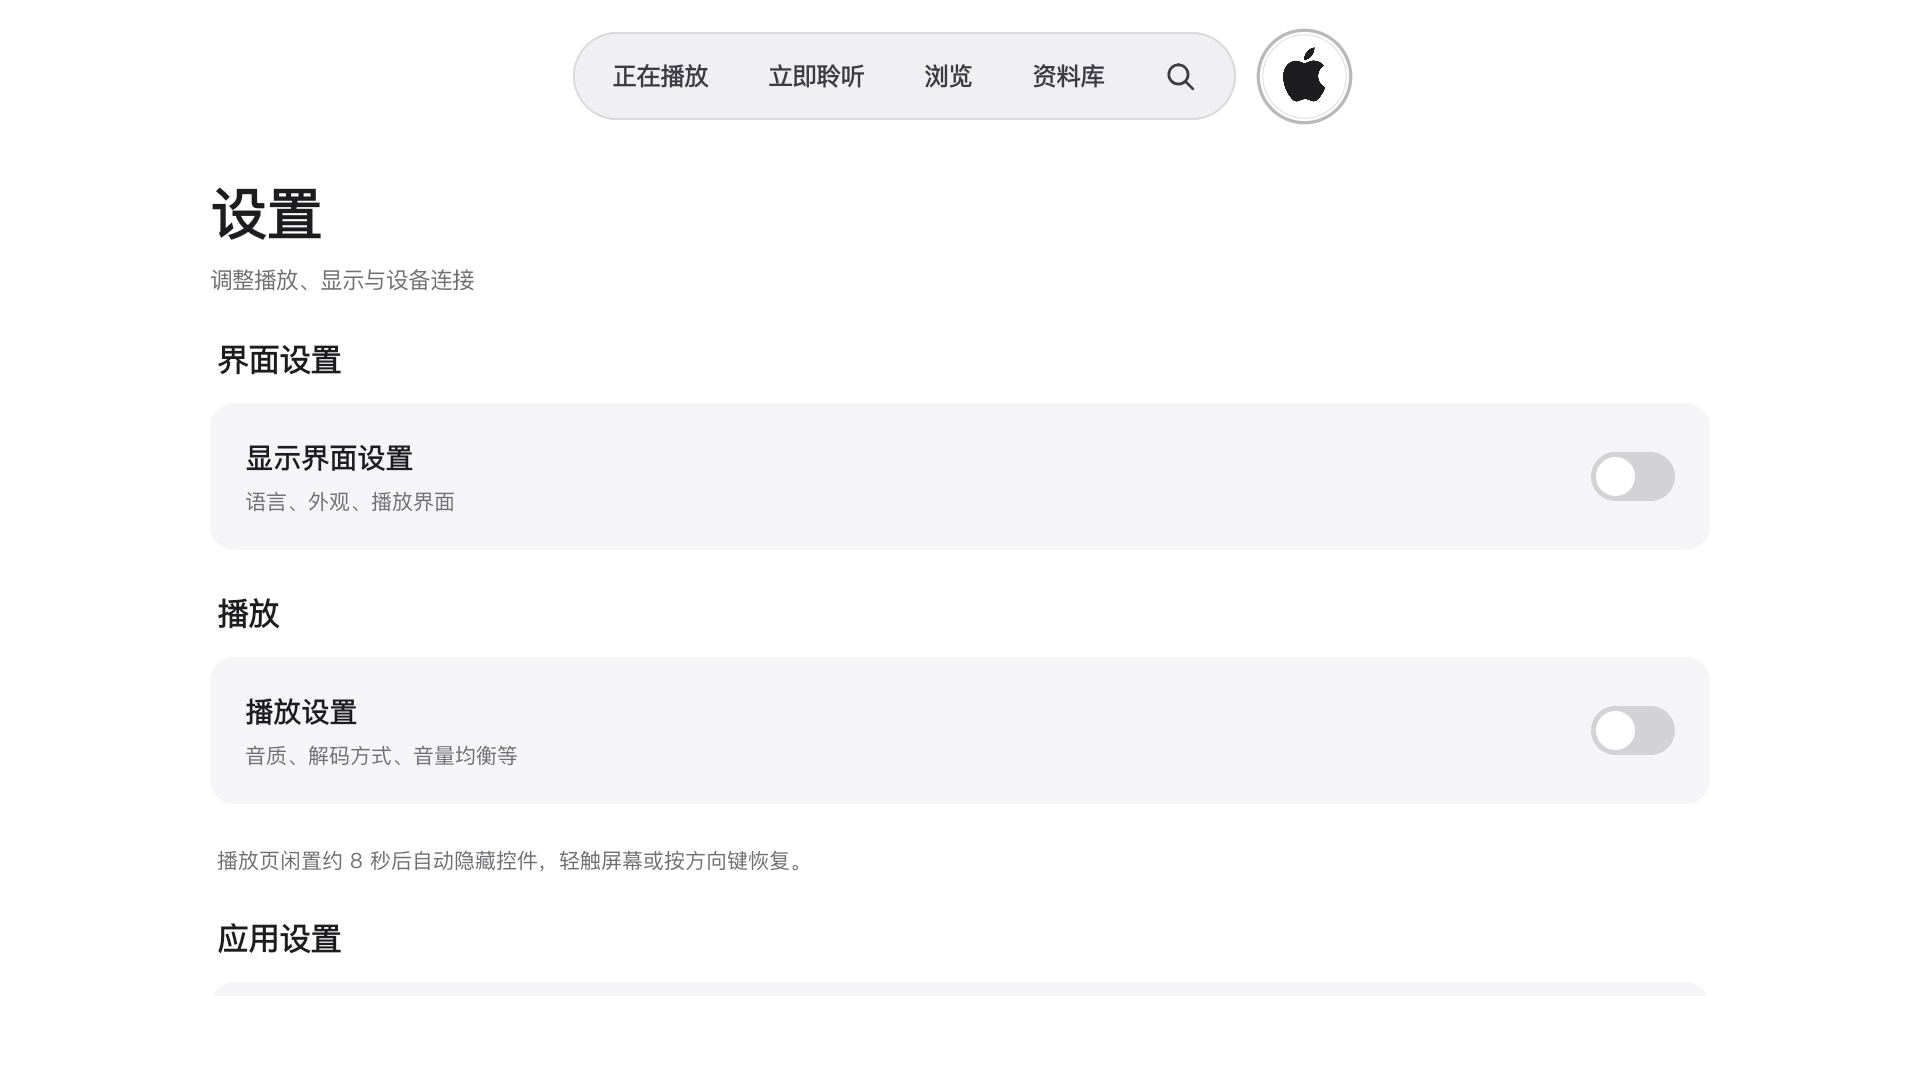 正在播放 立即聆听 浏览 资料库
设置
调整播放、显示与设备连接
界面设置
显示界面设置
语言、外观、播放界面
播放
播放设置
音质、解码方式、音量均衡等
播放页闲置约 8 秒后自动隐藏控件，轻触屏幕或按方向键恢复。
应用设置